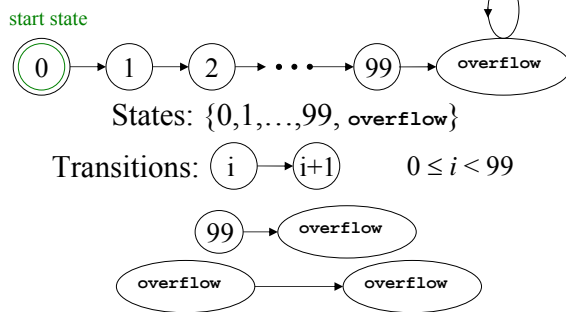 start state
0 1 2 • • • 99 overflow
States: {0,1,…,99, overflow}
Transitions: i i+1 0 ≤ i < 99
99 overflow
overflow overflow